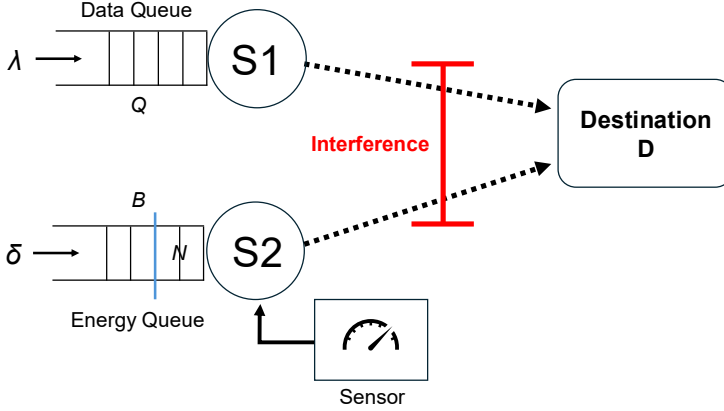 Data Queue
λ
Q
S1
Interference
Destination
D
B
δ
N
S2
Energy Queue
Sensor